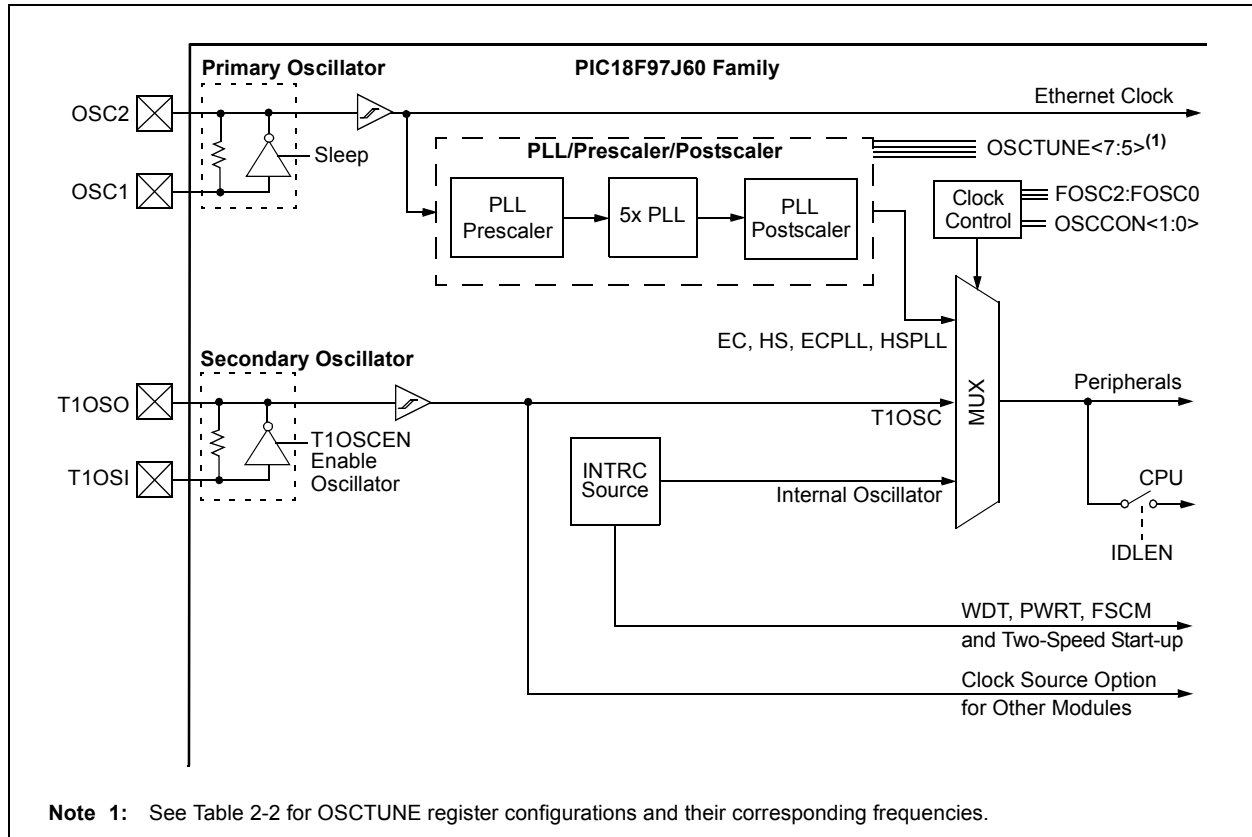 Primary Oscillator
PIC18F97J60 Family
OSC2
OSC1
Sleep
Ethernet Clock
PLL/Prescaler/Postscaler
OSCTUNE<7:5>(1)
PLL
Prescaler
5x PLL
PLL
Postscaler
Clock
Control
FOSC2:FOSC0
OSCCON<1:0>
EC, HS, ECPLL, HSPLL
Secondary Oscillator
T1OSO
T1OSI
T1OSCEN
Enable
Oscillator
T1OSC
INTRC
Source
Internal Oscillator
MUX
Peripherals
CPU
IDLEN
WDT, PWRT, FSCM
and Two-Speed Start-up
Clock Source Option
for Other Modules
Note 1: See Table 2-2 for OSCTUNE register configurations and their corresponding frequencies.